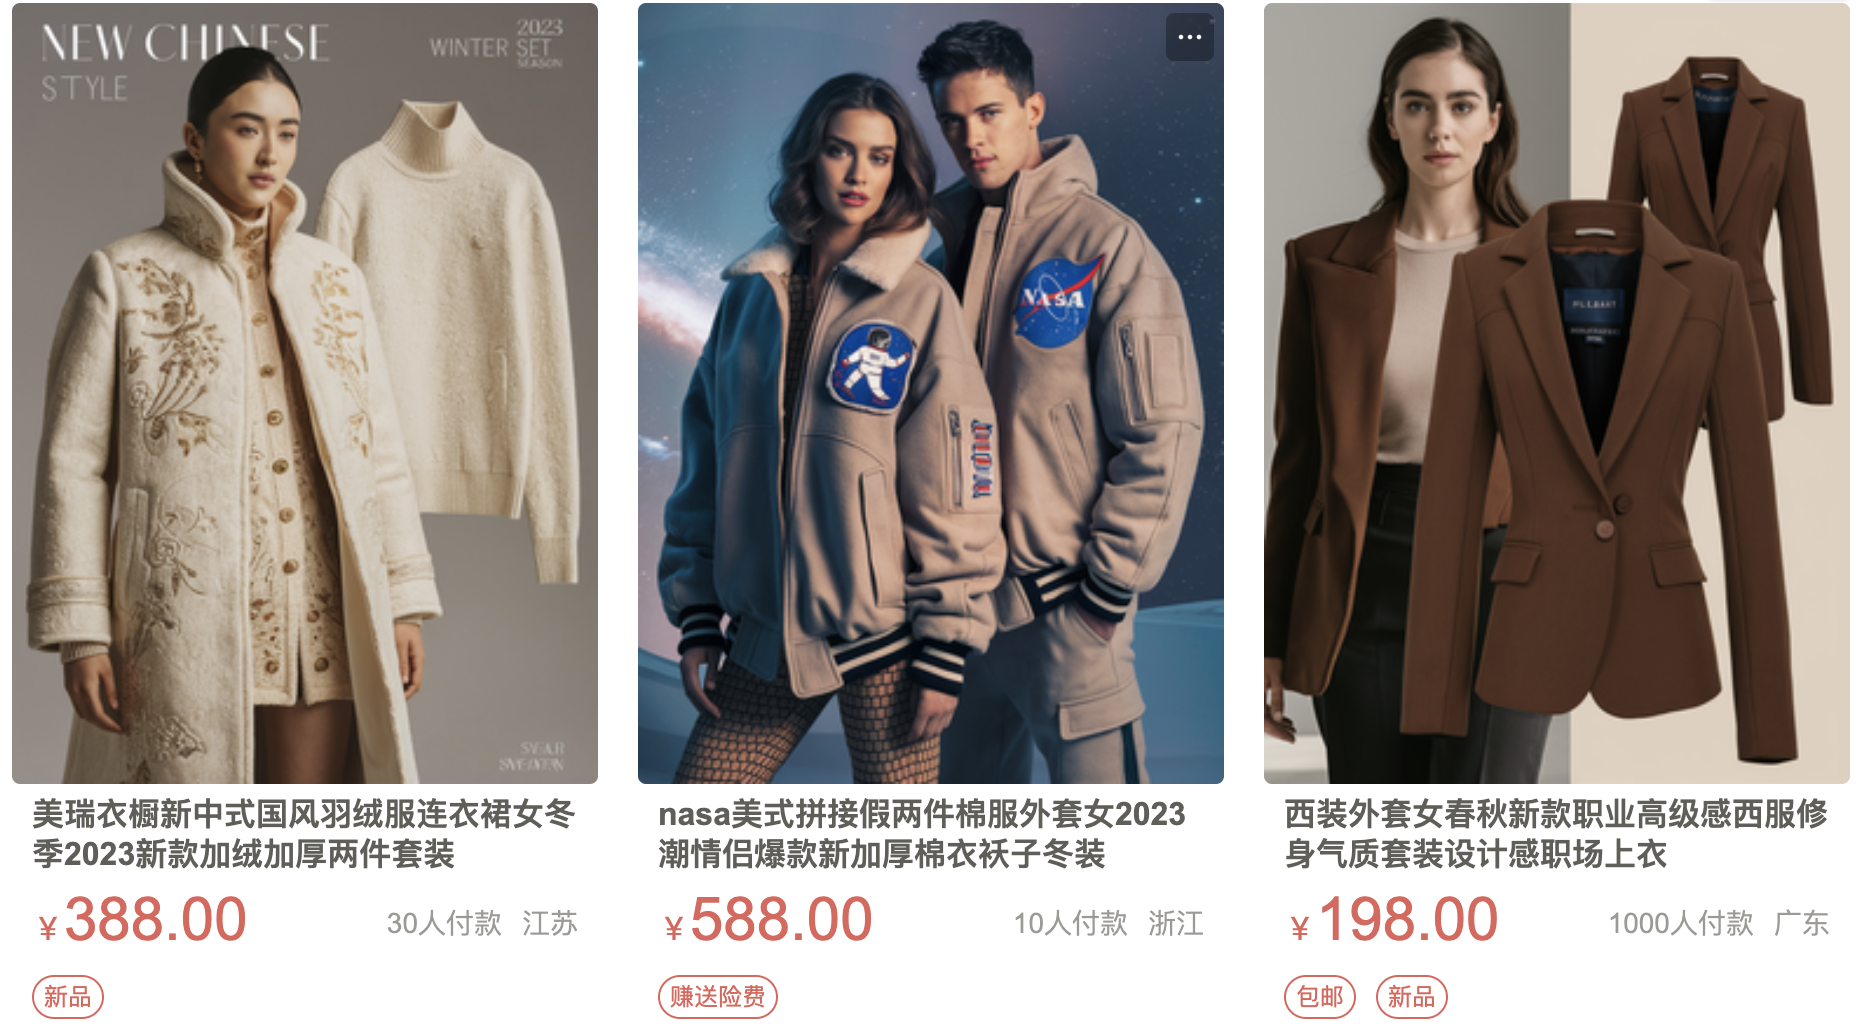 NEW CHINESE
STYLE
2023
WINTER SET
SEASON
NASA
美瑞衣橱新中式国风羽绒服连衣裙女冬
季2023新款加绒加厚两件套装
¥388.00
30人付款 江苏
新品
nasa美式拼接假两件棉服外套女2023
潮情侣爆款新加厚棉衣袄子冬装
¥588.00
10人付款 浙江
赚送险费
西装外套女春秋新款职业高级感西服修
身气质套装设计感职场上衣
¥198.00
1000人付款 广东
包邮
新品